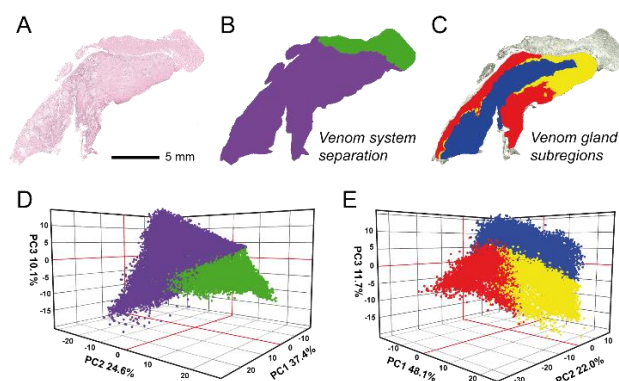 A
B
C
5 mm
Venom system
separation
Venom gland
subregions
D
E
15
10
5
0
-5
-10
-15
PC3 10.1%
-20
-10
0
10
20
PC2 24.6%
20
10
0
-10
PC1 37.4%
15
10
5
0
-5
-10
-15
PC3 11.7%
-20
-10
0
10
PC1 48.1%
20
10
0
-10
PC2 22.0%